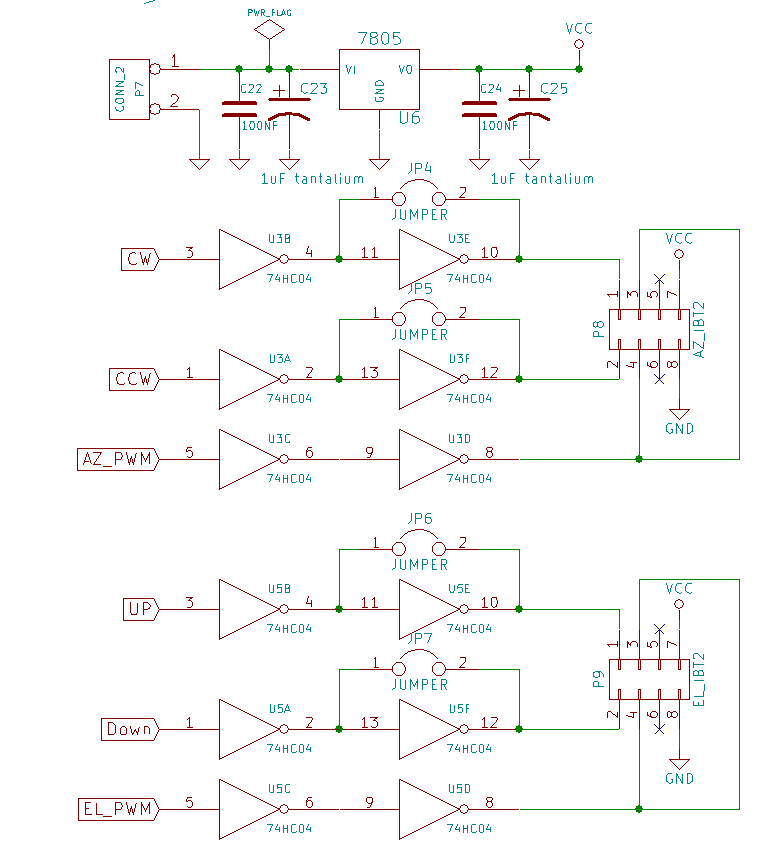 PWR_FLAG
7805
VCC
CONN_2
P7
1
2
VI
VO
GND
U6
C22
100NF
C23
1uF tantalium
C24
100NF
C25
1uF tantalium
JP4
1
2
JUMPER
CW
3
U3B
4
74HC04
11
U3E
10
74HC04
JP5
1
2
JUMPER
CCW
1
U3A
2
74HC04
13
U3F
12
74HC04
AZ_PWM
5
U3C
6
74HC04
9
U3D
8
74HC04
VCC
1
3
5
7
P8
AZ_IBT2
2
4
6
8
GND
JP6
1
2
JUMPER
UP
3
U5B
4
74HC04
11
U5E
10
74HC04
JP7
1
2
JUMPER
Down
1
U5A
2
74HC04
13
U5F
12
74HC04
EL_PWM
5
U5C
6
74HC04
9
U5D
8
74HC04
VCC
1
3
5
7
P9
EL_IBT2
2
4
6
8
GND